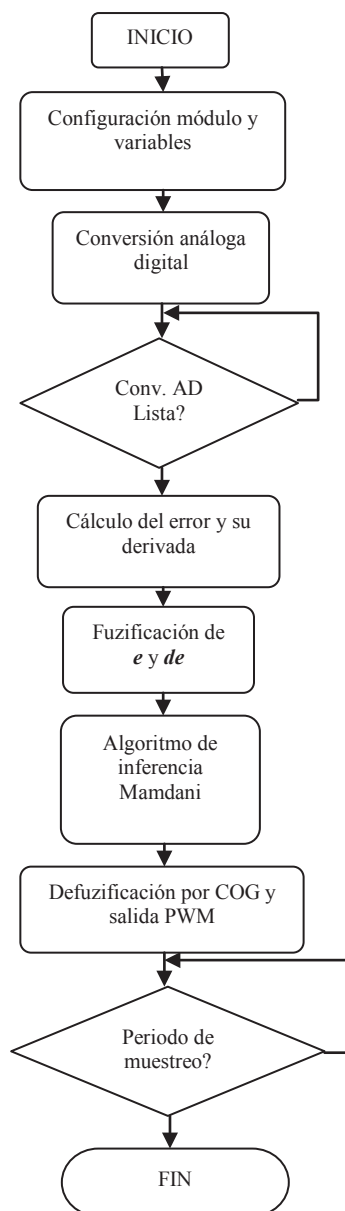 INICIO
Configuración módulo y
variables
Conversión análoga
digital
Conv. AD
Lista?
Cálculo del error y su
derivada
Fuzificación de
e y de
Algoritmo de
inferencia
Mamdani
Defuzificación por COG y
salida PWM
Periodo de
muestreo?
FIN